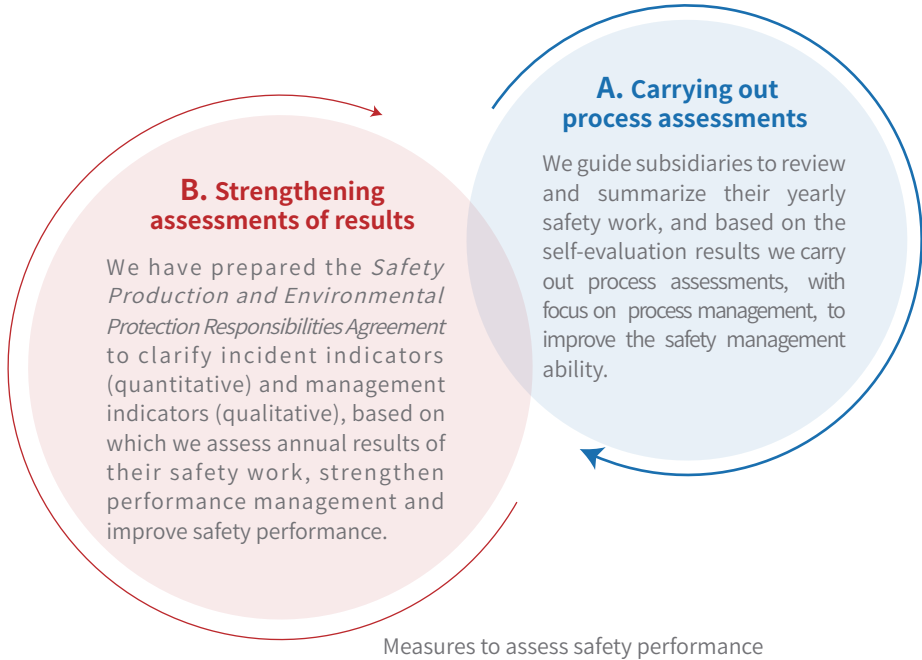 A. Carrying out
process assessments
We guide subsidiaries to review
and summarize their yearly
safety work, and based on the
self-evaluation results we carry
out process assessments, with
focus on process management, to
improve the safety management
ability.
B. Strengthening
assessments of results
We have prepared the Safety
Production and Environmental
Protection Responsibilities Agreement
to clarify incident indicators
(quantitative) and management
indicators (qualitative), based on
which we assess annual results of
their safety work, strengthen
performance management and
improve safety performance.
Measures to assess safety performance